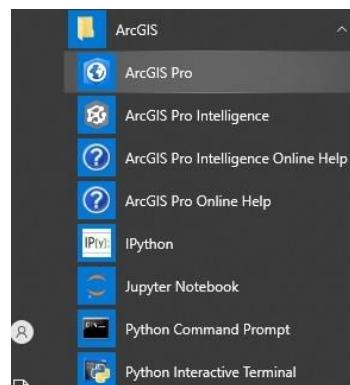 ArcGIS
ArcGIS Pro
ArcGIS Pro Intelligence
ArcGIS Pro Intelligence Online Help
ArcGIS Pro Online Help
IP[y]: IPython
Jupyter Notebook
Python Command Prompt
Python Interactive Terminal